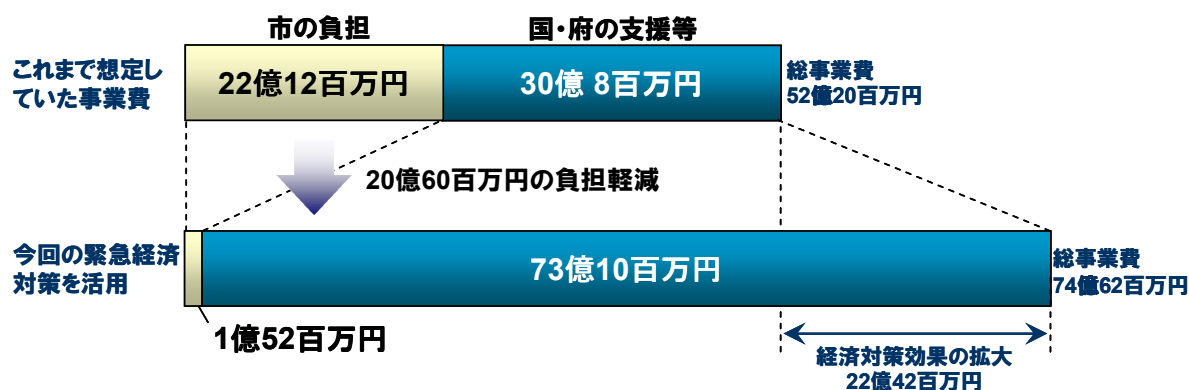 市の負担
国・府の支援等
これまで想定し
ていた事業費
22億12百万円
30億 8百万円
総事業費
52億20百万円
20億60百万円の負担軽減
今回の緊急経済
対策を活用
73億10百万円
総事業費
74億62百万円
1億52百万円
経済対策効果の拡大
22億42百万円